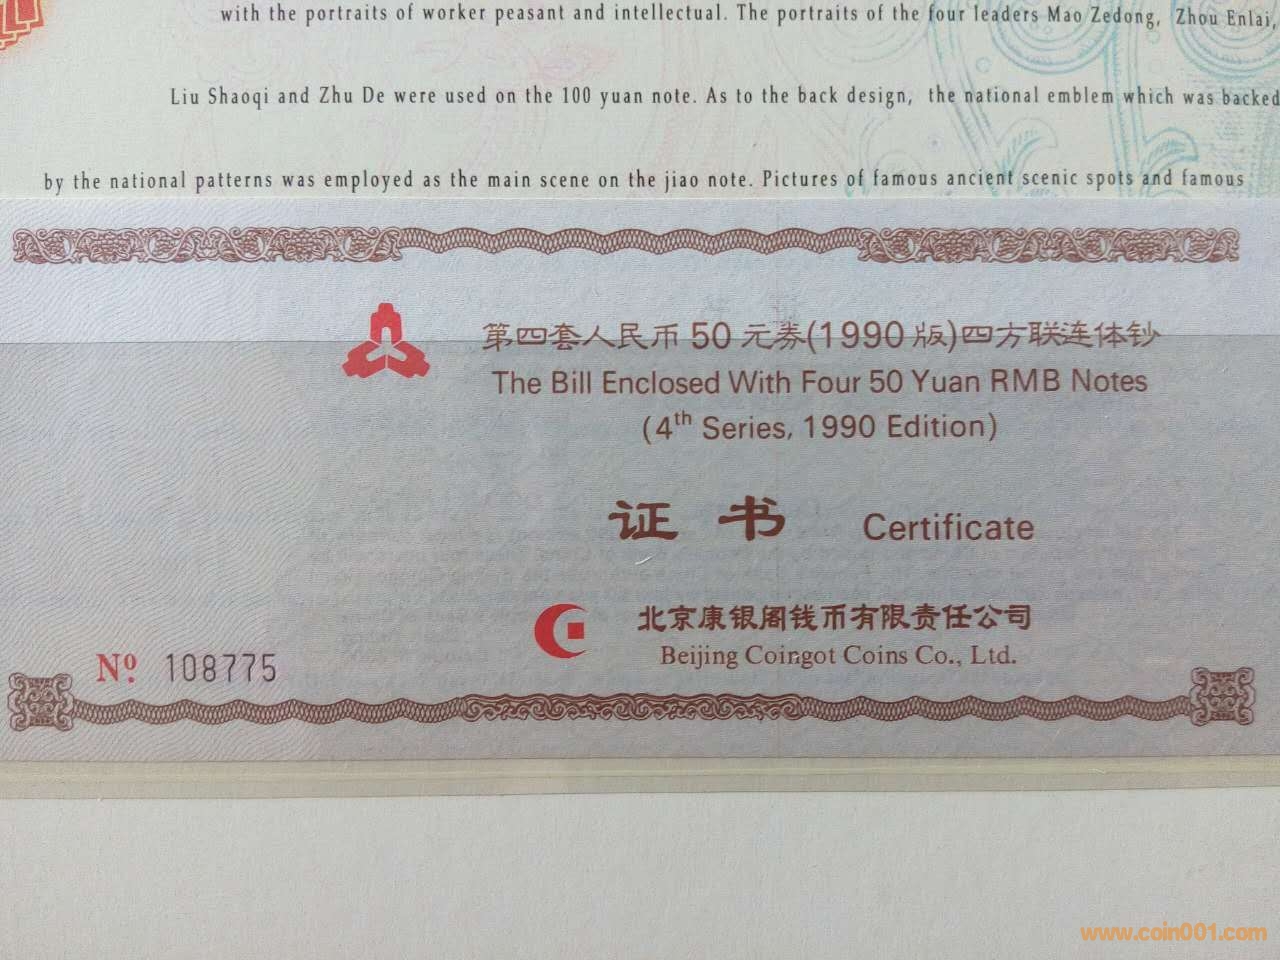 with the portraits of worker peasant and intellectual. The portraits of the four leaders Mao Zedong, Zhou Enlai,
Liu Shaoqi and Zhu De were used on the 100 yuan note. As to the back design, the national emblem which was backed
by the national patterns was employed as the main scene on the jiao note. Pictures of famous ancient scenic spots and famous
第四套人民币 50 元券(1990 版)四方联连体钞
The Bill Enclosed With Four 50 Yuan RMB Notes
(4th Series, 1990 Edition)
证书 Certificate
北京康银阁钱币有限责任公司
Beijing Coingot Coins Co., Ltd.
Nº 108775
www.coin001.com